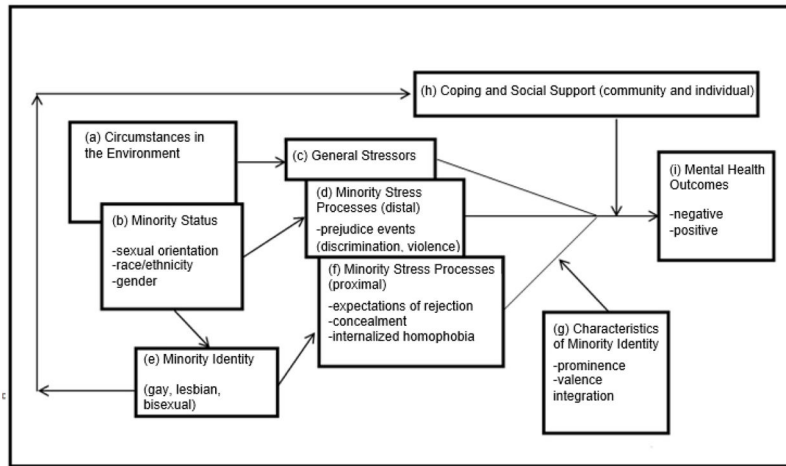 (h) Coping and Social Support (community and individual)
(a) Circumstances in
the Environment
(c) General Stressors
(i) Mental Health
Outcomes
-negative
-positive
(d) Minority Stress
Processes (distal)
-prejudice events
(discrimination, violence)
(b) Minority Status
-sexual orientation
-race/ethnicity
-gender
(f) Minority Stress Processes
(proximal)
-expectations of rejection
-concealment
-internalized homophobia
(g) Characteristics
of Minority Identity
-prominence
-valence
integration
(e) Minority Identity
(gay, lesbian,
bisexual)